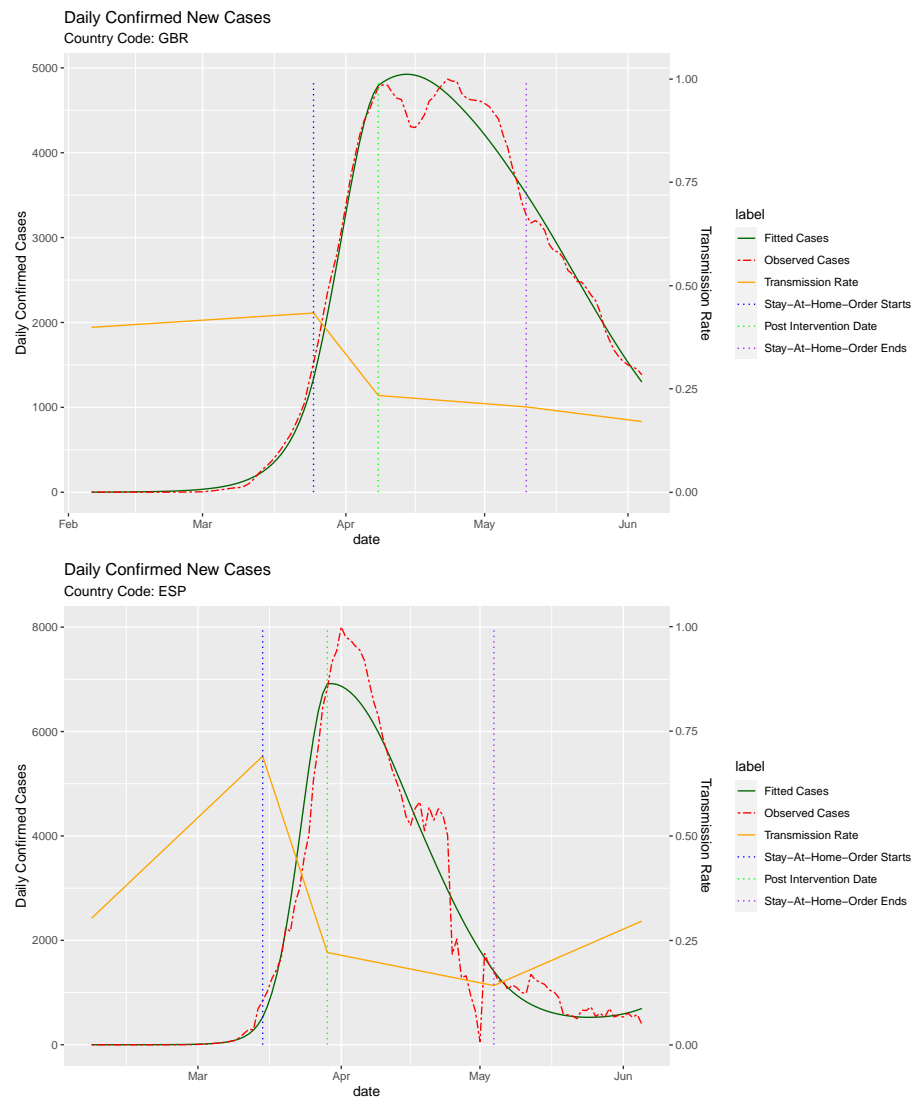 Daily Confirmed New Cases
Country Code: GBR
5000
4000
3000
2000
1000
0
Daily Confirmed Cases
1.00
0.75
0.50
0.25
0.00
Transmission Rate
Feb Mar Apr May Jun
date
label
Fitted Cases
Observed Cases
Transmission Rate
Stay−At−Home−Order Starts
Post Intervention Date
Stay−At−Home−Order Ends
Daily Confirmed New Cases
Country Code: ESP
8000
6000
4000
2000
0
Daily Confirmed Cases
1.00
0.75
0.50
0.25
0.00
Transmission Rate
Mar Apr May Jun
date
label
Fitted Cases
Observed Cases
Transmission Rate
Stay−At−Home−Order Starts
Post Intervention Date
Stay−At−Home−Order Ends